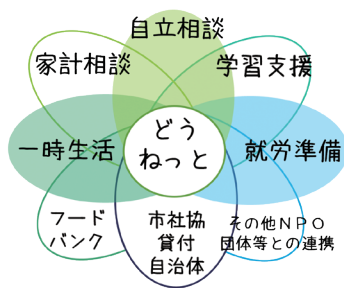 自立相談
家計相談
学習支援
一時生活
どう
ねっと
就労準備
フード
バンク
市社協
貸付
自治体
その他NPO
団体等との連携